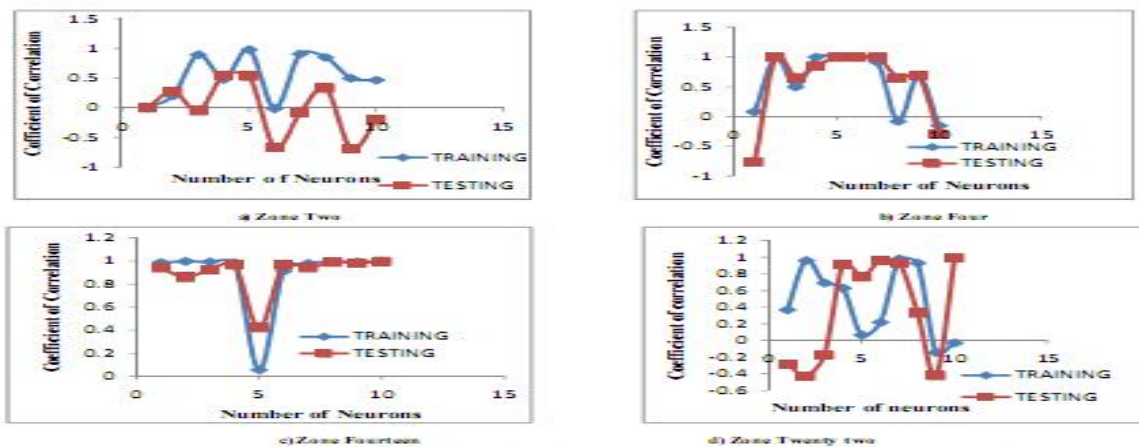 1.5
1
0.5
0
-0.5
-1
0
5
10
15
Cofficient of Correlation
Number of Neurons
TRAINING
TESTING
a) Zone Two
1.5
1
0.5
0
-0.5
-1
0
5
10
15
Coefficient of Correlation
Number of Neurons
TRAINING
TESTING
b) Zone Four
1.2
1
0.8
0.6
0.4
0.2
0
0
5
10
15
Coefficient of Correlation
Number of Neurons
TRAINING
TESTING
c) Zone Fourteen
1.2
1
0.8
0.6
0.4
0.2
0
-0.2
-0.4
-0.6
0
5
10
15
Coefficient of correlation
Number of neurons
TRAINING
TESTING
d) Zone Twenty two